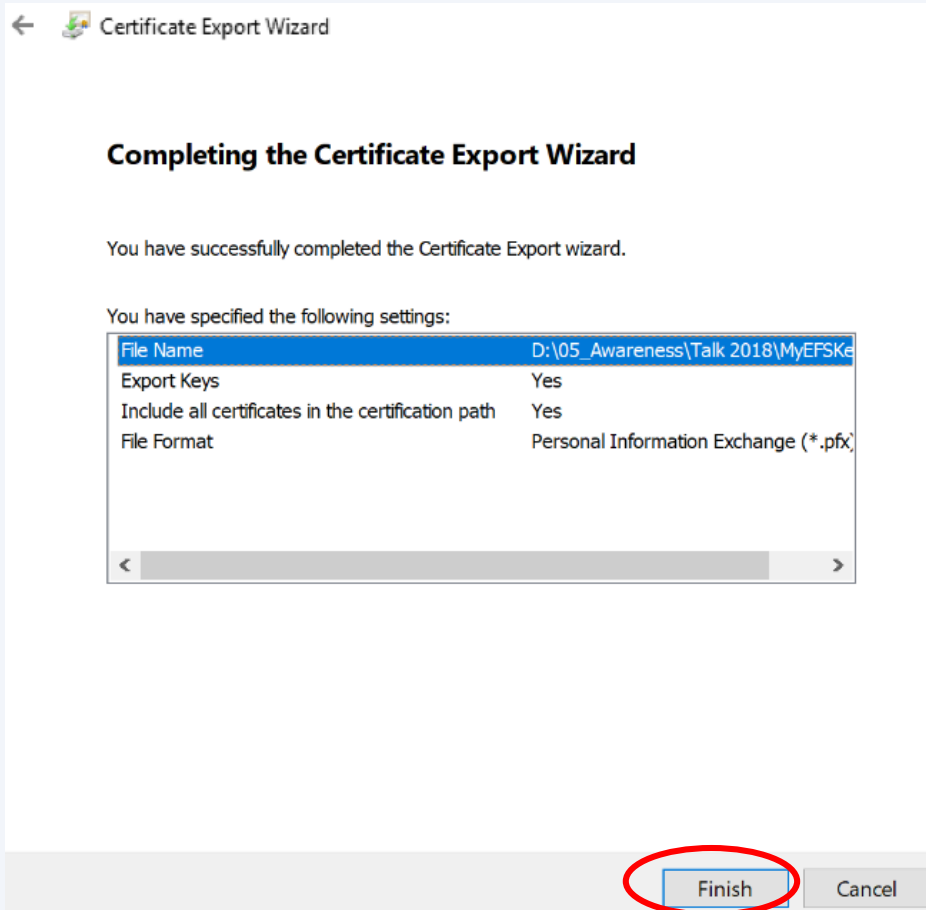 Certificate Export Wizard
Completing the Certificate Export Wizard
You have successfully completed the Certificate Export wizard.
You have specified the following settings:
File Name D:\05_Awareness\Talk 2018\MyEFSKe
Export Keys Yes
Include all certificates in the certification path Yes
File Format Personal Information Exchange (*.pfx)
Finish Cancel